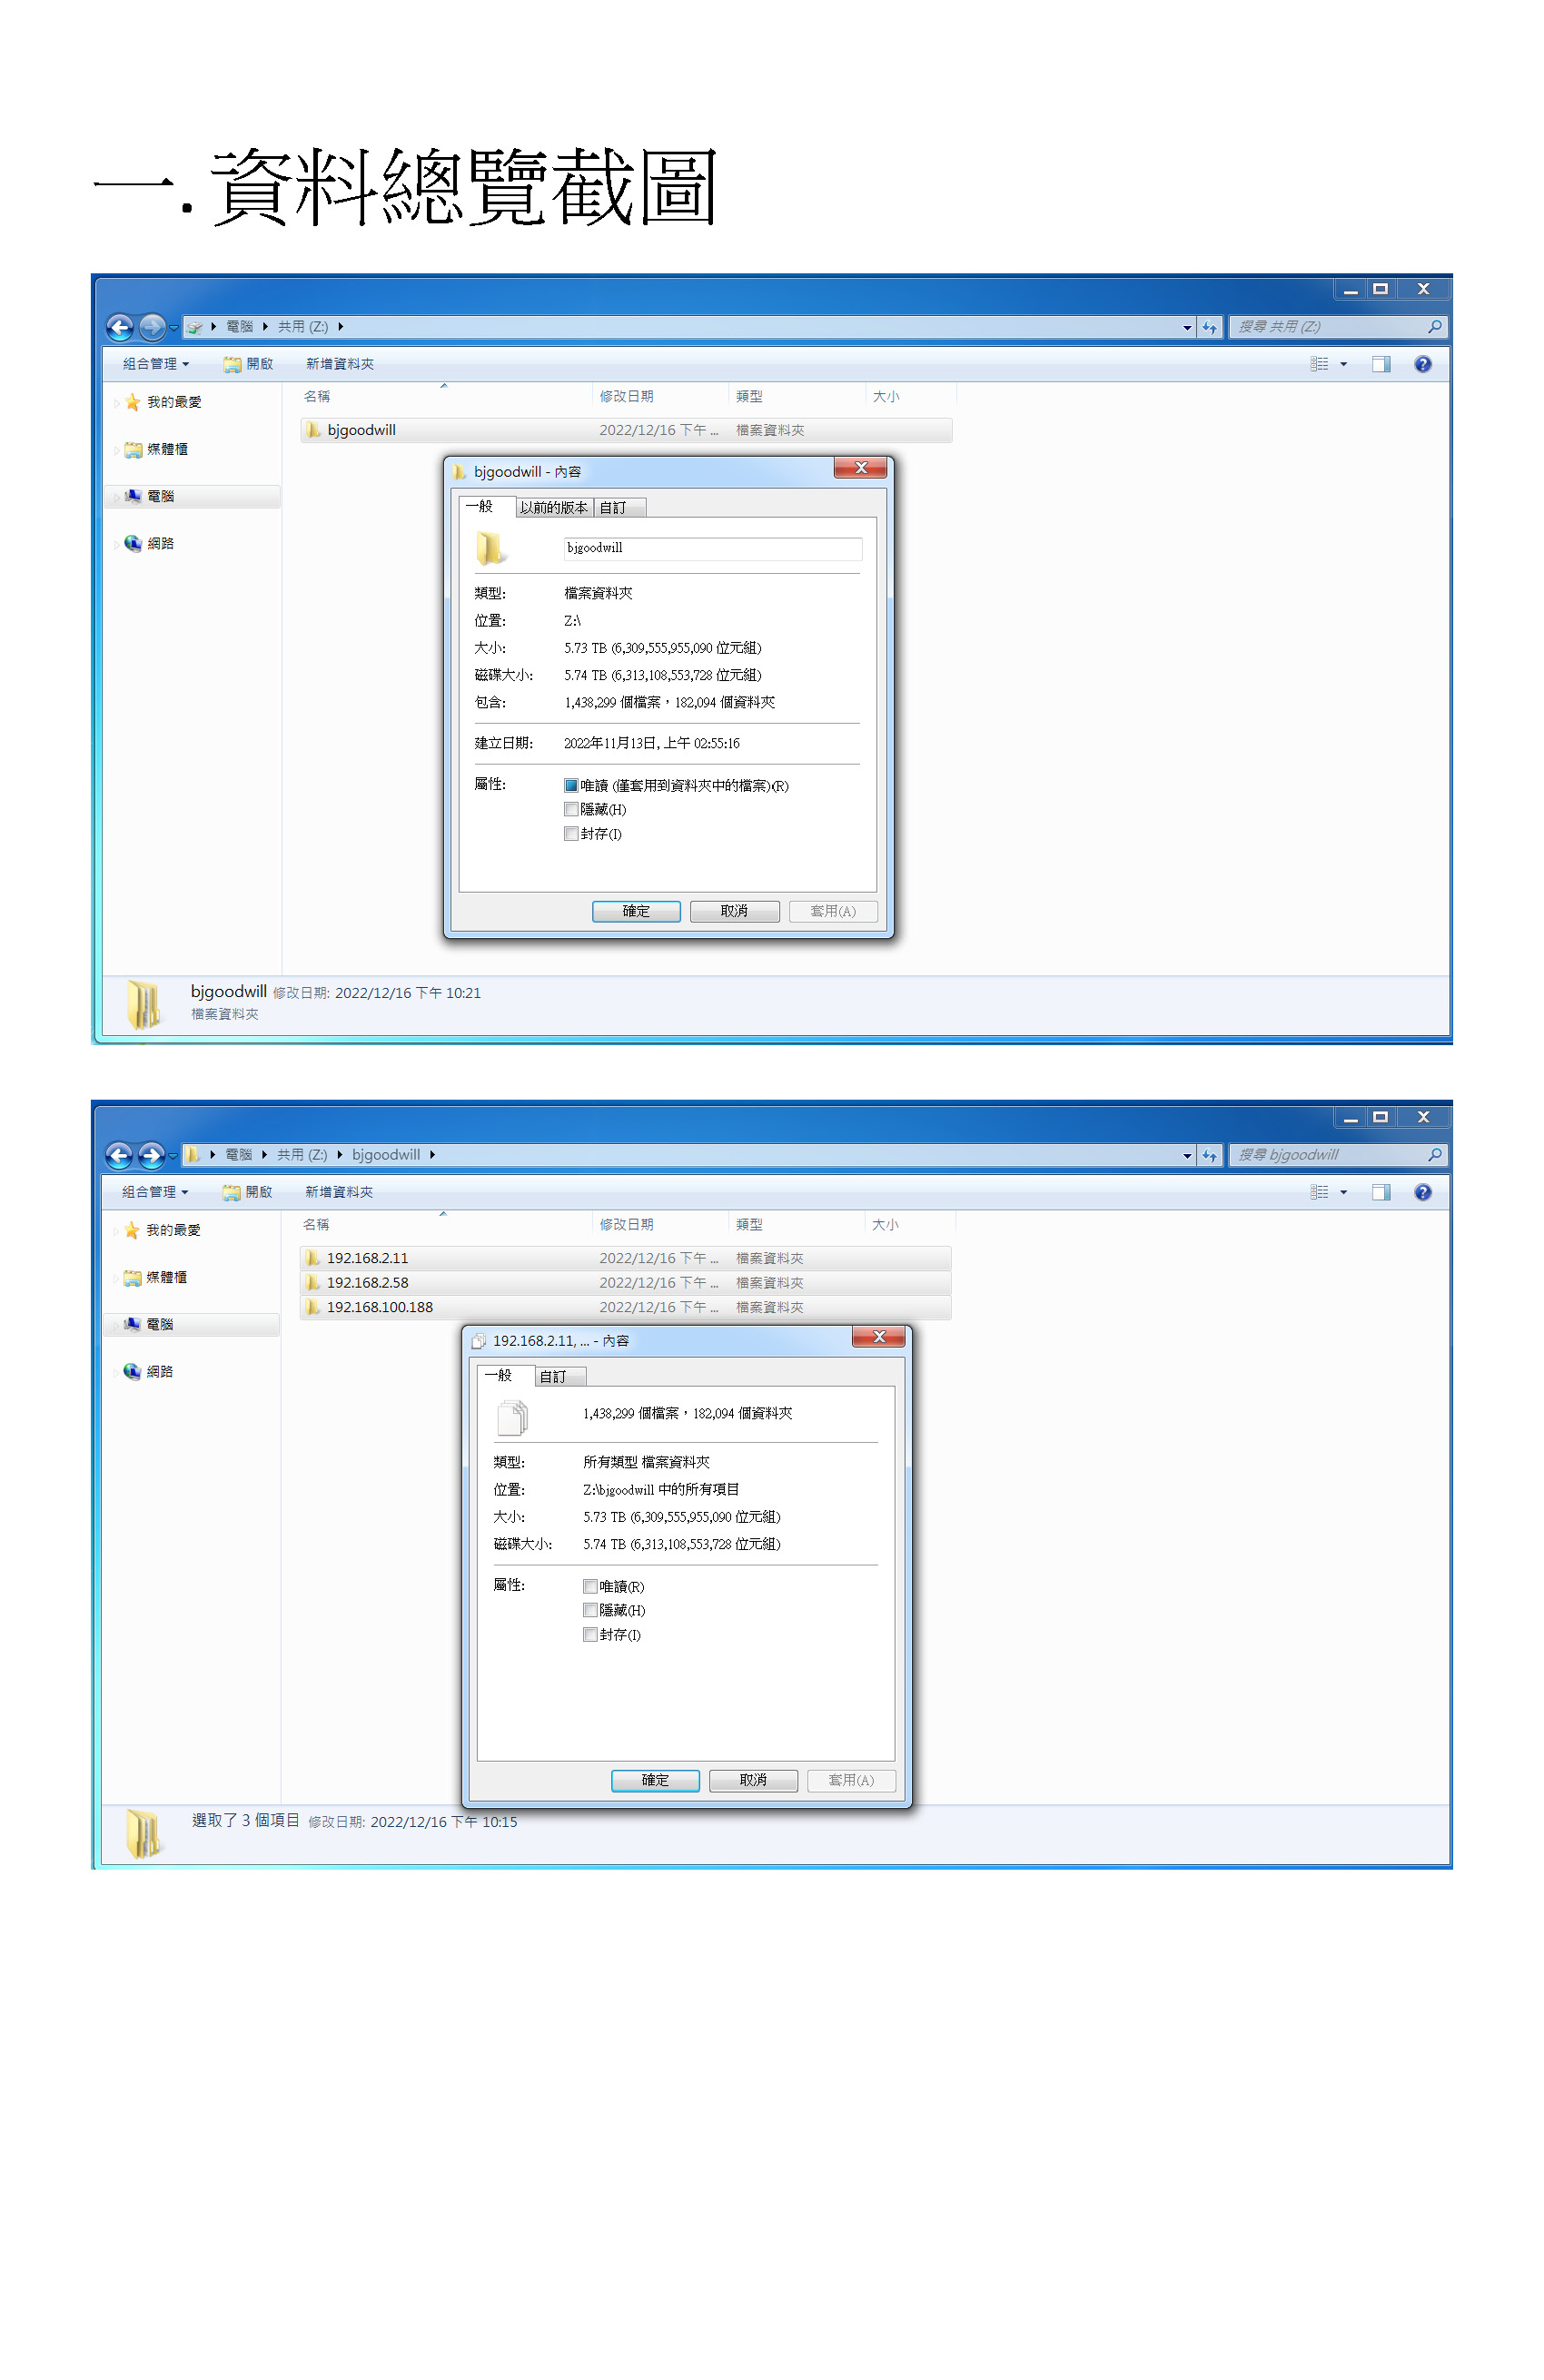 一.資料總覽截圖
電腦 共用 (Z:)
搜尋 共用 (Z:)
組合管理 開啟 新增資料夾
名稱 修改日期 類型 大小
我的最愛
媒體櫃
電腦
網路
bjgoodwill 2022/12/16 下午 ... 檔案資料夾
bjgoodwill - 內容
一般 以前的版本 自訂
bjgoodwill
類型: 檔案資料夾
位置: Z:\
大小: 5.73 TB (6,309,555,955,090 位元組)
磁碟大小: 5.74 TB (6,313,108,553,728 位元組)
包含: 1,438,299 個檔案，182,094 個資料夾
建立日期: 2022年11月13日, 上午 02:55:16
屬性: 唯讀 (僅套用到資料夾中的檔案)(R)
隱藏(H)
封存(I)
確定 取消 套用(A)
bjgoodwill 修改日期: 2022/12/16 下午 10:21
檔案資料夾
電腦 共用 (Z:) bjgoodwill
搜尋 bjgoodwill
組合管理 開啟 新增資料夾
名稱 修改日期 類型 大小
我的最愛
媒體櫃
電腦
網路
192.168.2.11 2022/12/16 下午 ... 檔案資料夾
192.168.2.58 2022/12/16 下午 ... 檔案資料夾
192.168.100.188 2022/12/16 下午 ... 檔案資料夾
192.168.2.11, ... - 內容
一般 自訂
1,438,299 個檔案，182,094 個資料夾
類型: 所有類型 檔案資料夾
位置: Z:\bjgoodwill 中的所有項目
大小: 5.73 TB (6,309,555,955,090 位元組)
磁碟大小: 5.74 TB (6,313,108,553,728 位元組)
屬性: 唯讀(R)
隱藏(H)
封存(I)
確定 取消 套用(A)
選取了 3 個項目 修改日期: 2022/12/16 下午 10:15